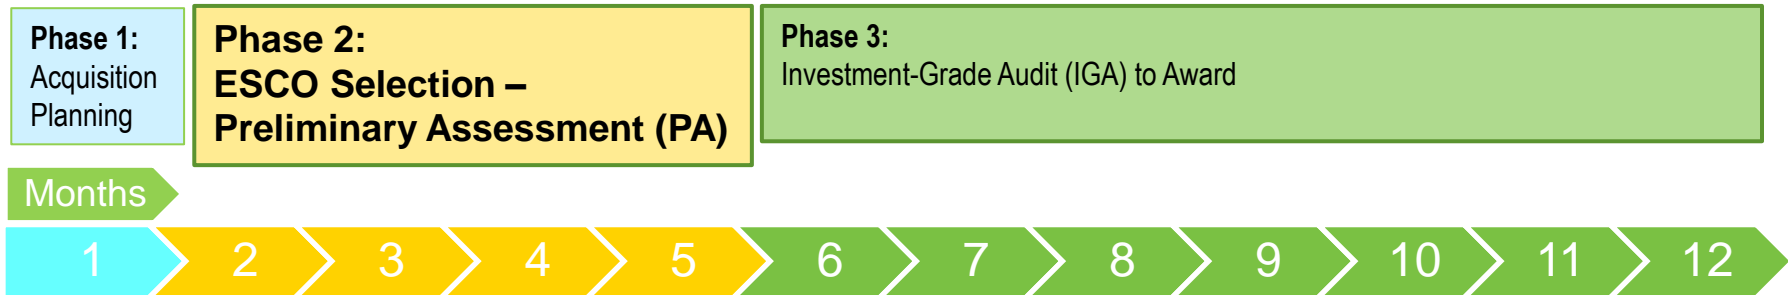 Phase 1:
Acquisition
Planning
Phase 2:
ESCO Selection –
Preliminary Assessment (PA)
Phase 3:
Investment-Grade Audit (IGA) to Award
Months
1 2 3 4 5 6 7 8 9 10 11 12